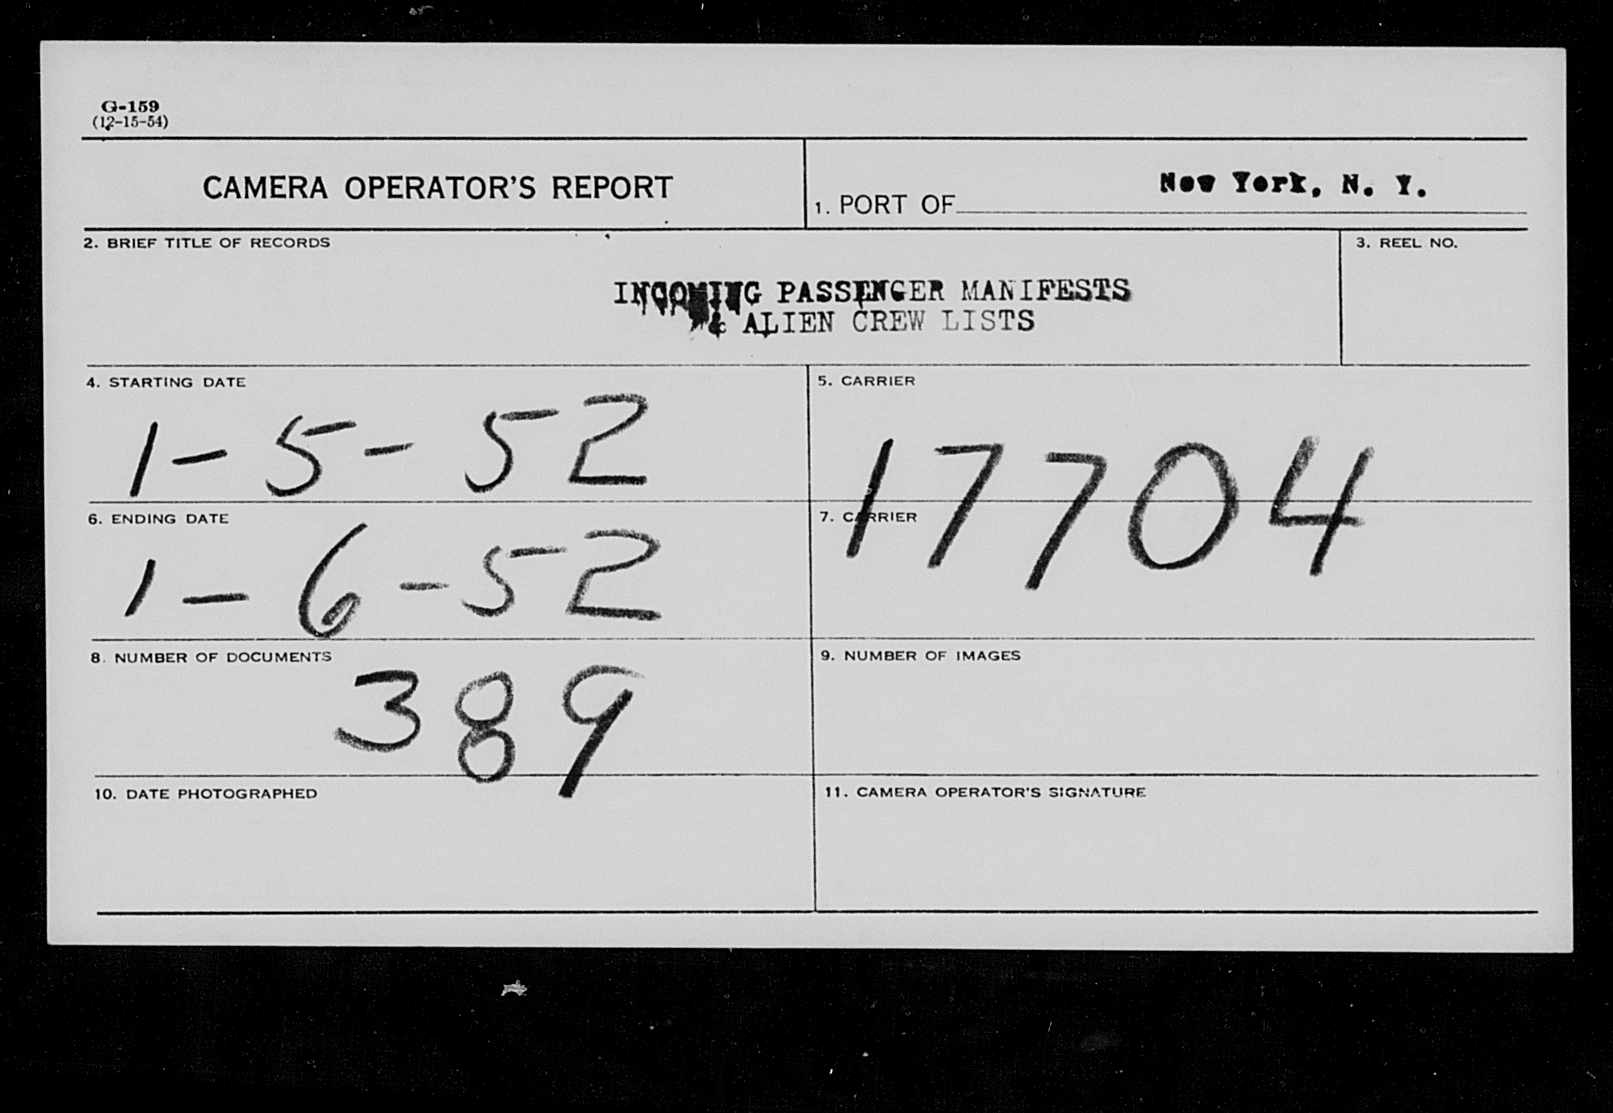 G-159
(12-15-54)
CAMERA OPERATOR'S REPORT
1. PORT OF New York, N. Y.
2. BRIEF TITLE OF RECORDS
3. REEL NO.
INCOMING PASSENGER MANIFESTS
& ALIEN CREW LISTS
4. STARTING DATE
1-5-52
5. CARRIER
17704
6. ENDING DATE
1-6-52
7. CARRIER
8. NUMBER OF DOCUMENTS
389
9. NUMBER OF IMAGES
10. DATE PHOTOGRAPHED
11. CAMERA OPERATOR'S SIGNATURE